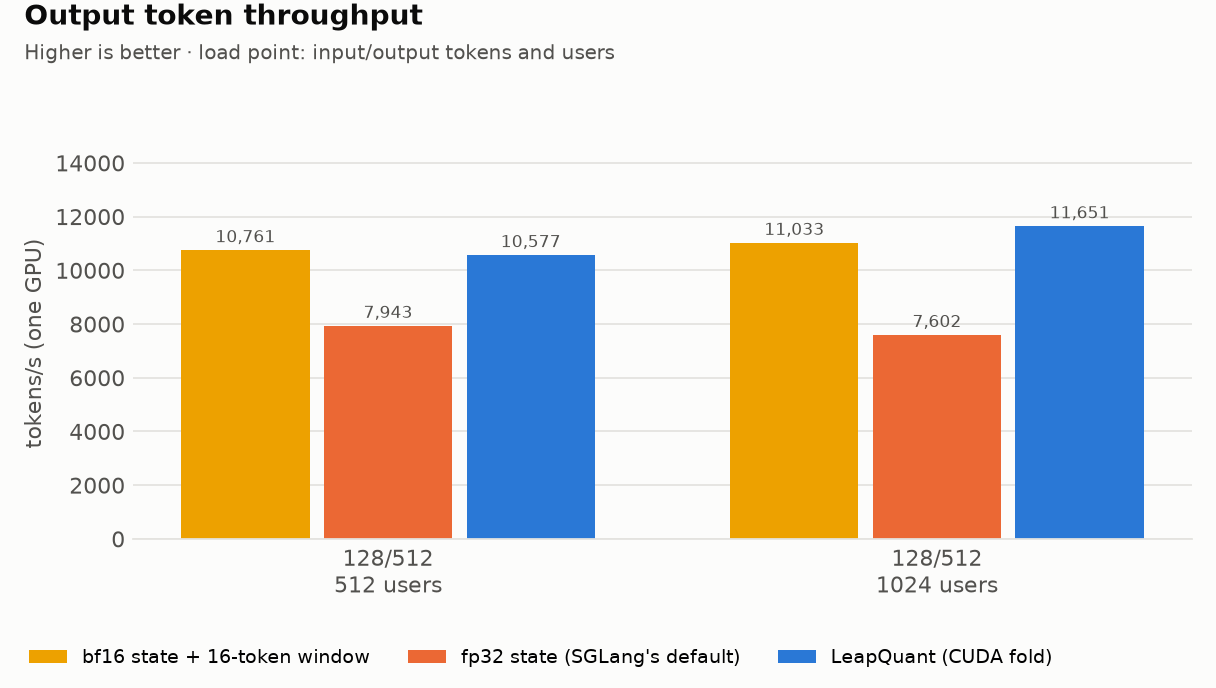 Output token throughput
Higher is better · load point: input/output tokens and users
tokens/s (one GPU)
14000
12000
10000
8000
6000
4000
2000
0
10,761
7,943
10,577
11,033
7,602
11,651
128/512
512 users
128/512
1024 users
bf16 state + 16-token window
fp32 state (SGLang's default)
LeapQuant (CUDA fold)